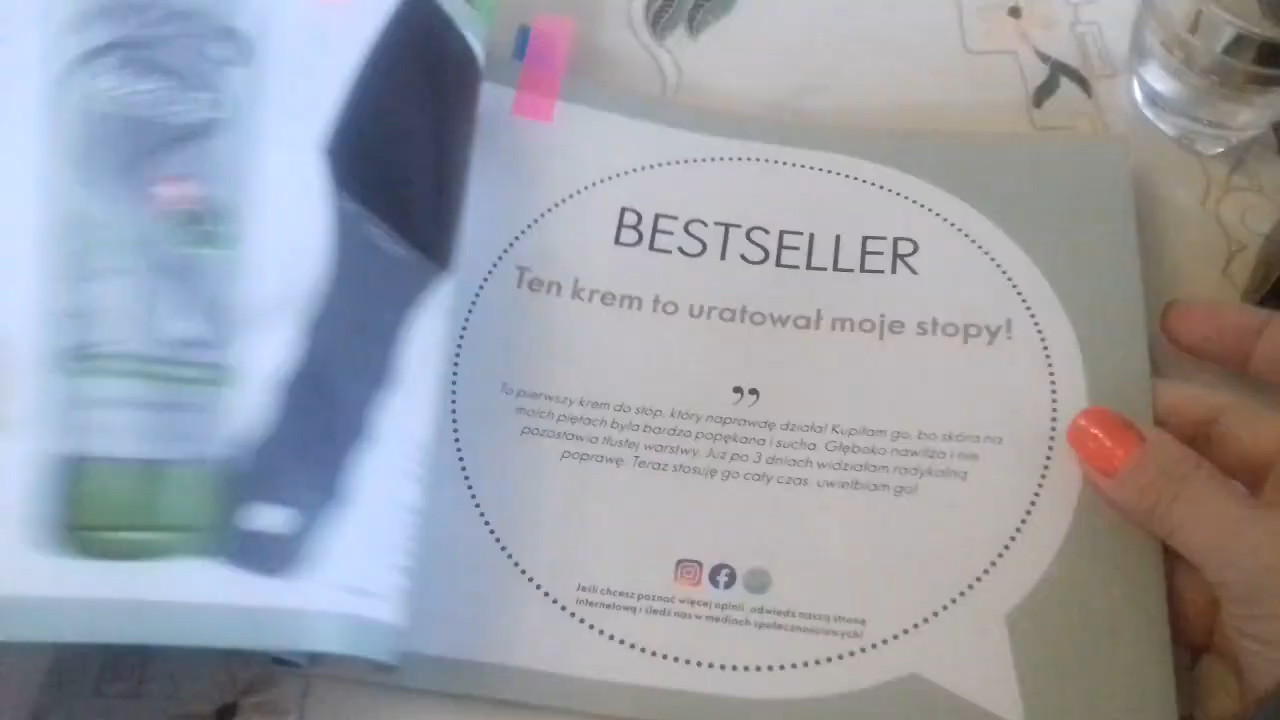 BESTSELLER
Ten krem to uratował moje stopy!
To pierwszy krem do stóp, który naprawdę działa! Kupiłam go, bo skóra na
moich piętach była bardzo popękana i sucha. Głęboko nawilża i nie
pozostawia tłustej warstwy. Już po 3 dniach widziałam radykalną
poprawę. Teraz stosuję go cały czas, uwielbiam go!
Jeśli chcesz poznać więcej opinii, odwiedź naszą stronę
internetową i śledź nas w mediach społecznościowych!